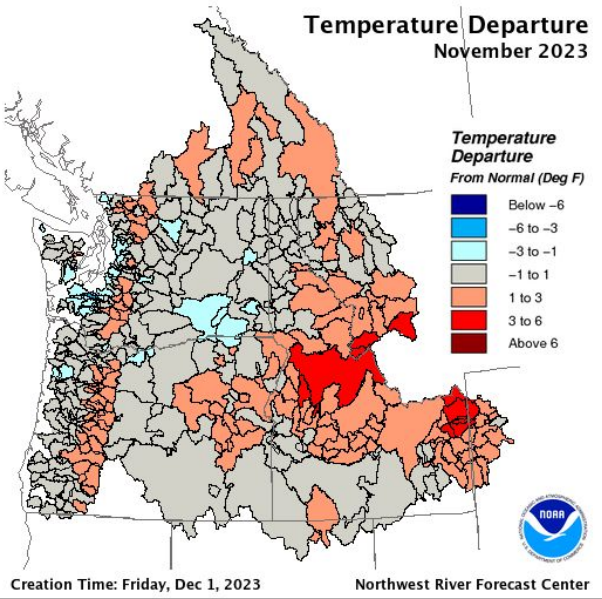 Temperature Departure
November 2023
Temperature
Departure
From Normal (Deg F)
Below -6
-6 to -3
-3 to -1
-1 to 1
1 to 3
3 to 6
Above 6
NOAA
Creation Time: Friday, Dec 1, 2023
Northwest River Forecast Center